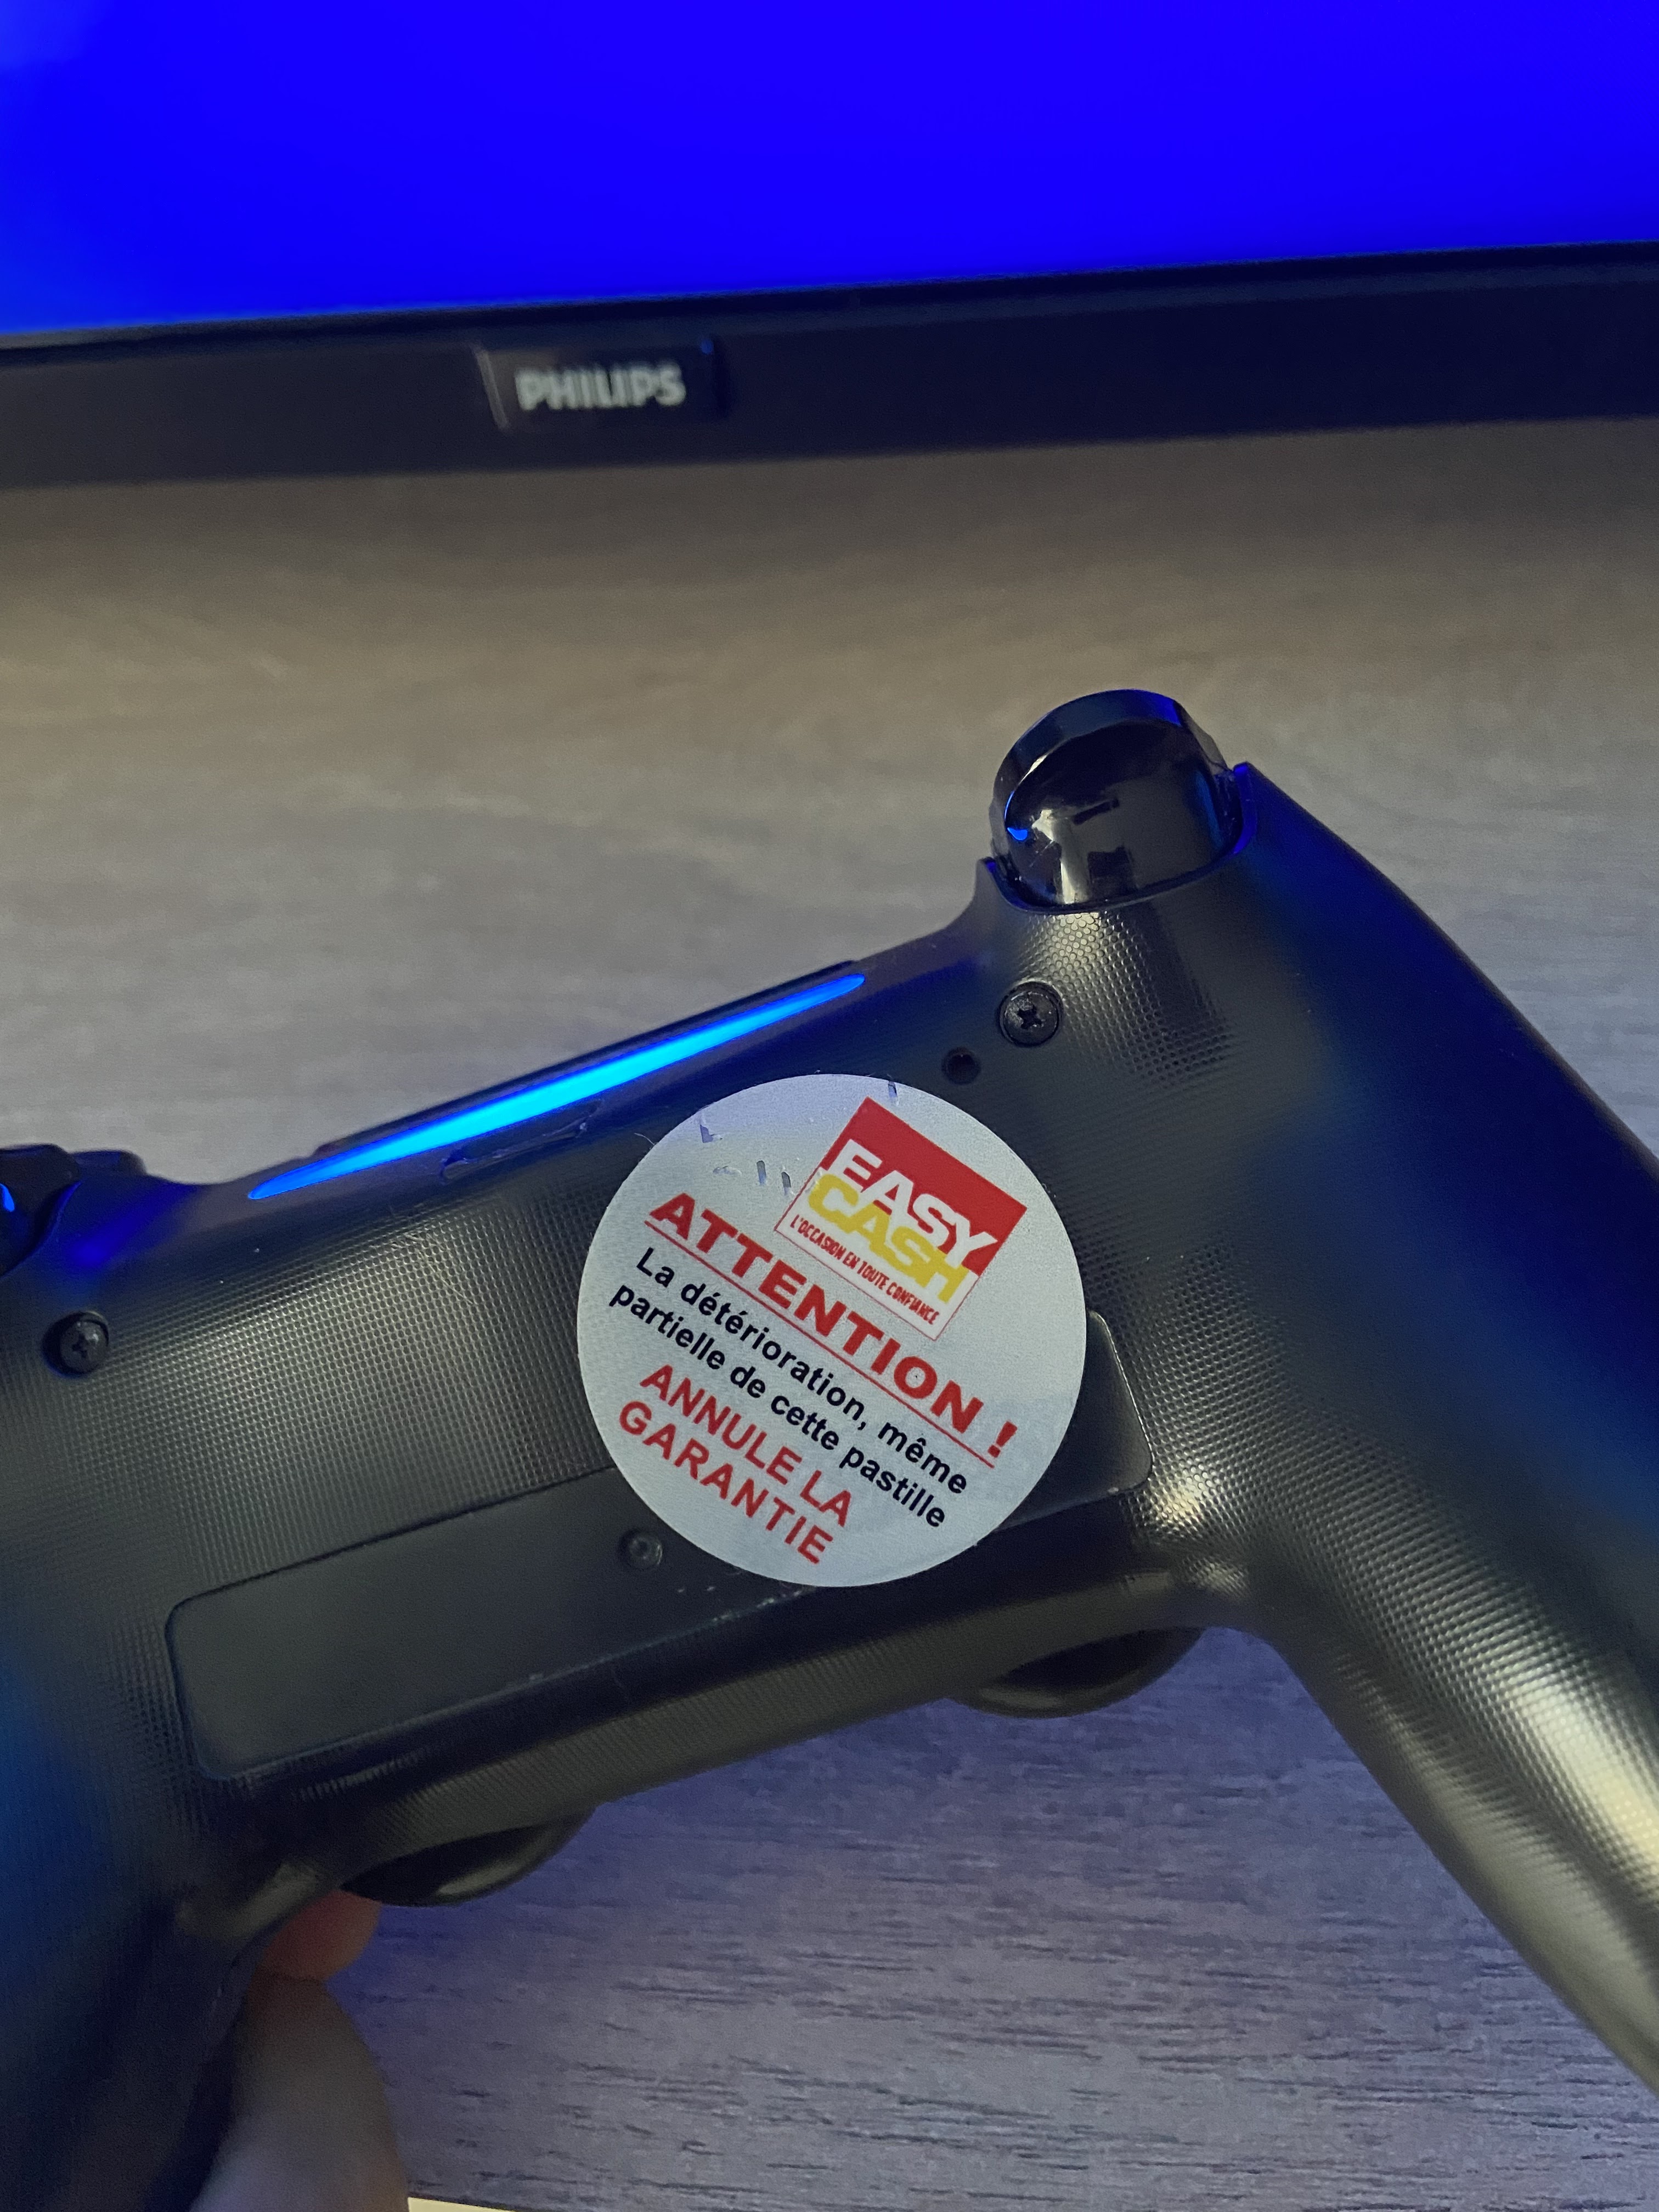 PHILIPS
EASY
CASH
L'OCCASION EN TOUTE CONFIANCE
ATTENTION !
La détérioration, même
partielle de cette pastille
ANNULE LA
GARANTIE